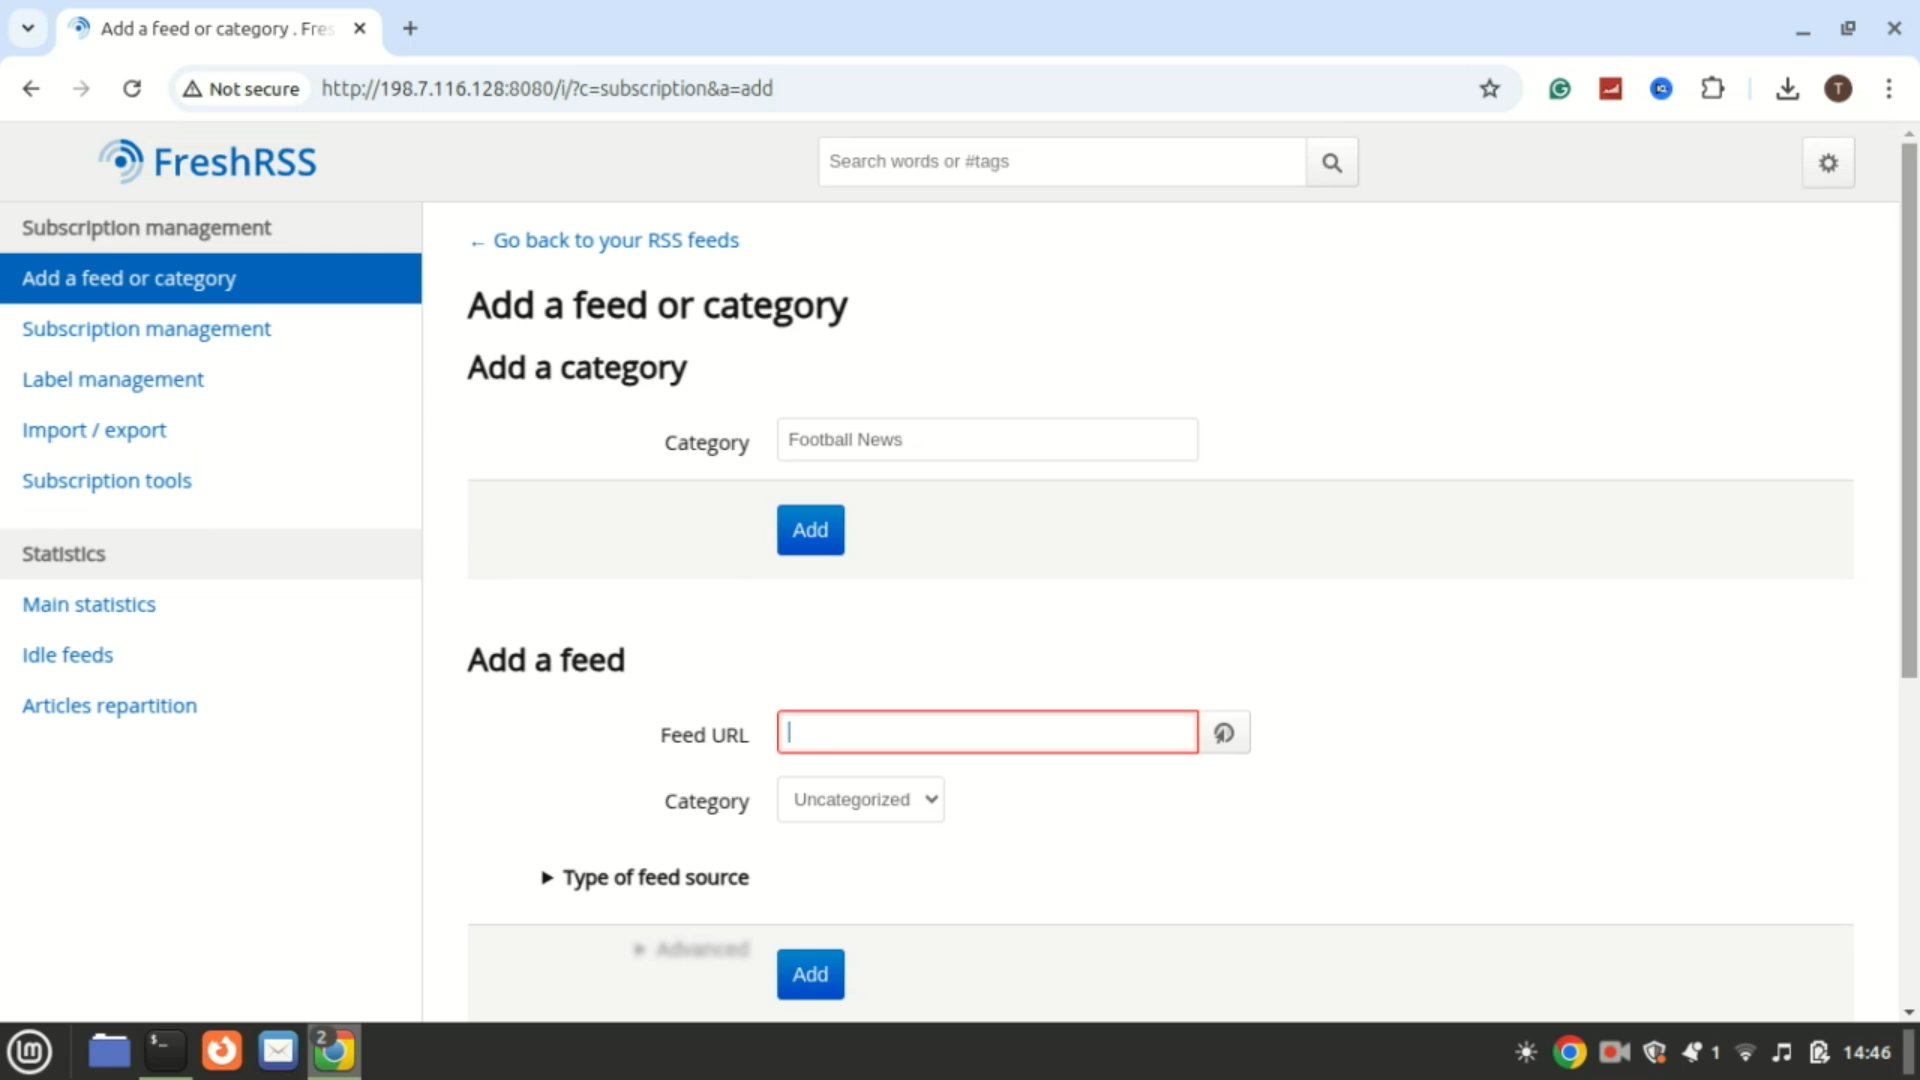 Add a feed or category . Fres
Not secure
http://198.7.116.128:8080/i/?c=subscription&a=add
T
FreshRSS
Search words or #tags
Subscription management
Add a feed or category
Subscription management
Label management
Import / export
Subscription tools
Statistics
Main statistics
Idle feeds
Articles repartition
← Go back to your RSS feeds
Add a feed or category
Add a category
Category
Football News
Add
Add a feed
Feed URL
Category
Uncategorized
Type of feed source
Advanced
Add
2
1
14:46